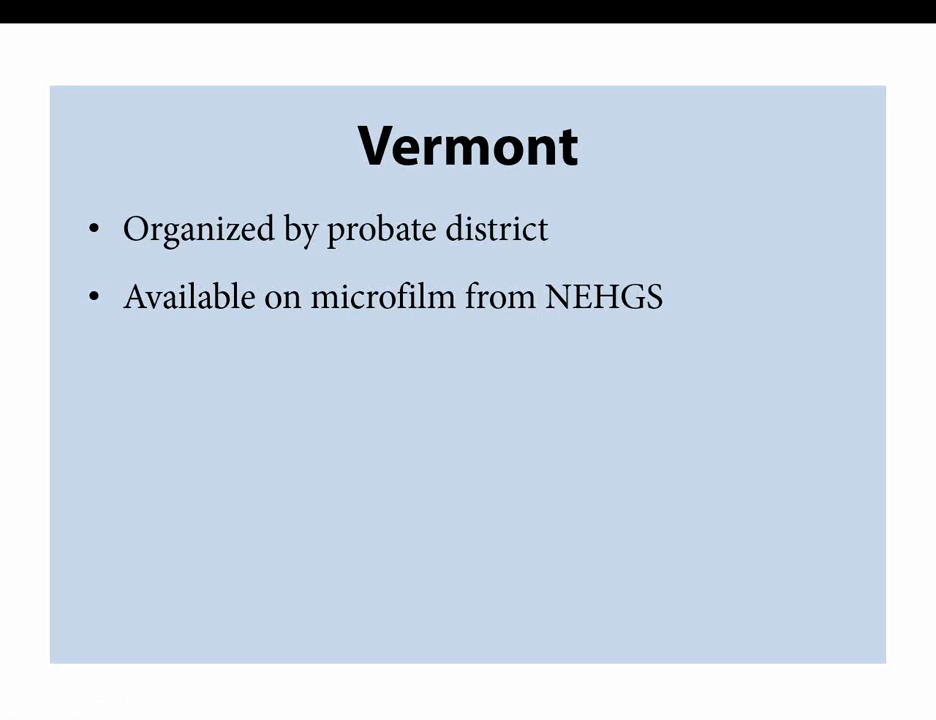 Vermont
• Organized by probate district
• Available on microfilm from NEHGS